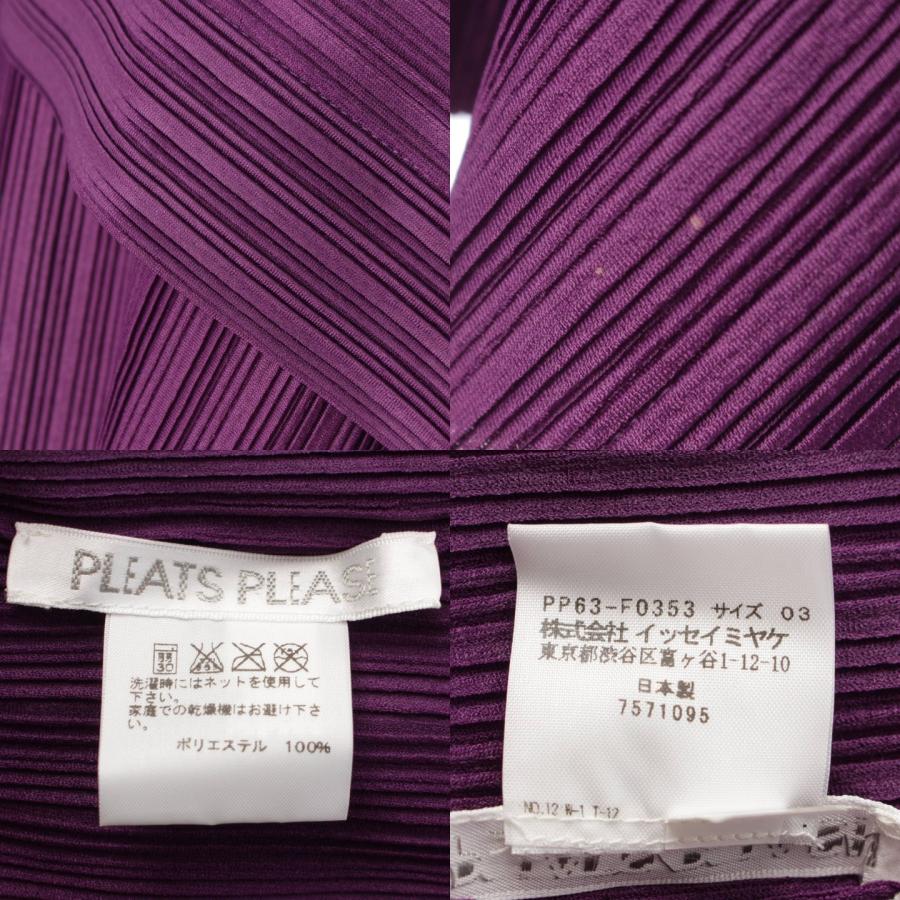 PLEATS PLEASE
洗濯時にはネットを使用して
下さい。
家庭での乾燥機はお避け下さ
い。
ポリエステル 100%
PP63-F0353 サイズ 03
株式会社 イッセイミヤケ
東京都渋谷区富ヶ谷1-12-10
日本製
7571095
NO.12 W-1 T-12